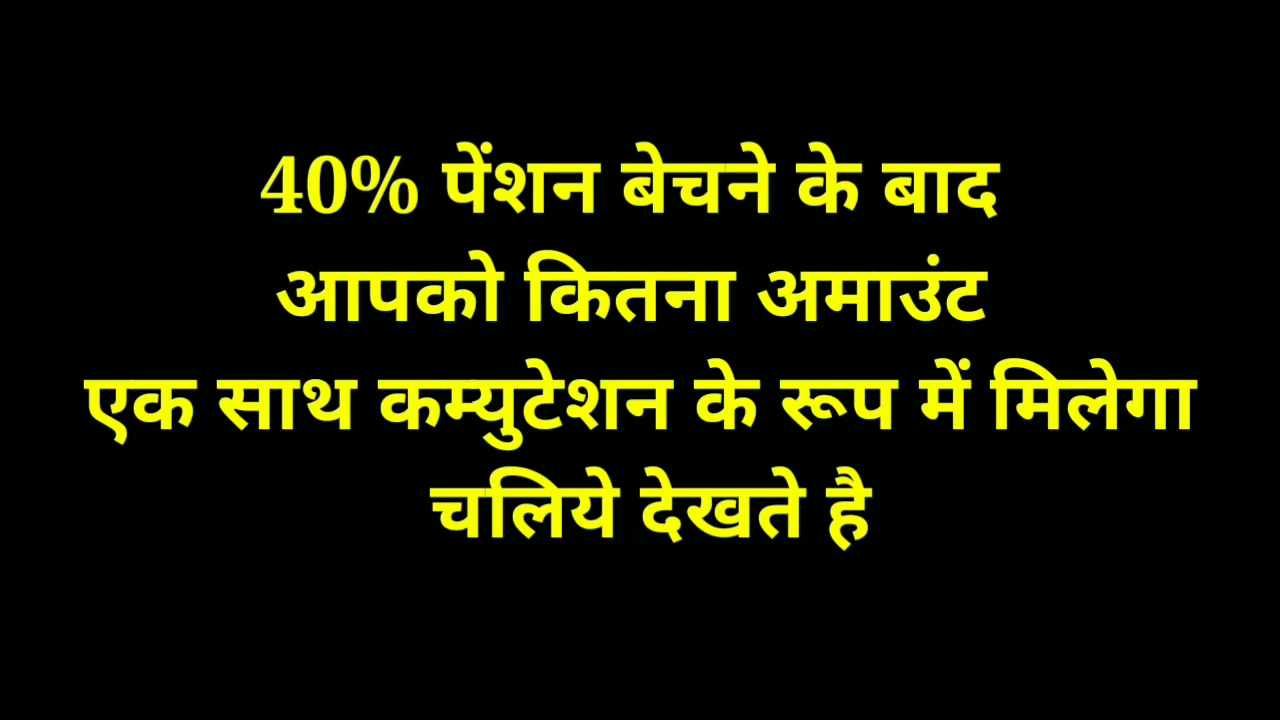 40% पेंशन बेचने के बाद
आपको कितना अमाउंट
एक साथ कम्युटेशन के रूप में मिलेगा
चलिये देखते है